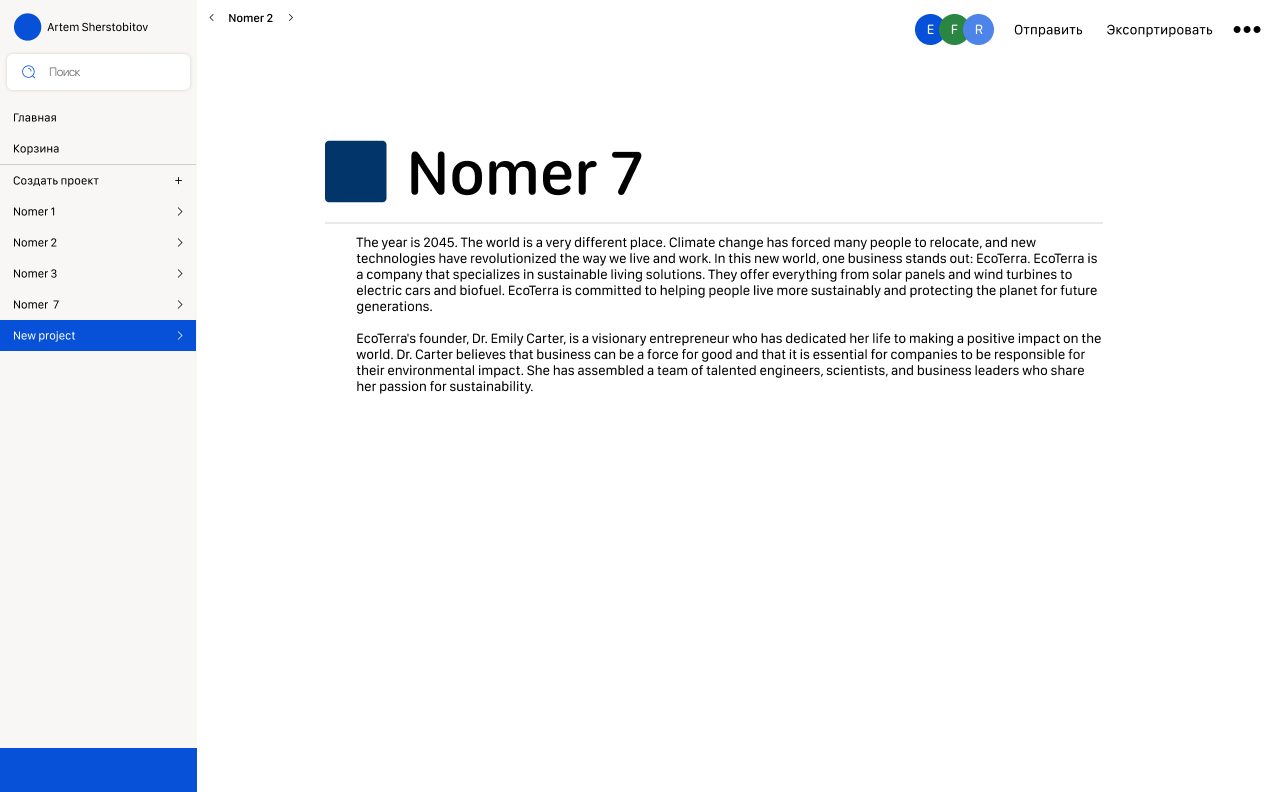 Artem Sherstobitov
Поиск
Главная
Корзина
Создать проект +
Nomer 1
Nomer 2
Nomer 3
Nomer 7
New project
Nomer 2
E F R
Отправить
Экспортировать
Nomer 7
The year is 2045. The world is a very different place. Climate change has forced many people to relocate, and new
technologies have revolutionized the way we live and work. In this new world, one business stands out: EcoTerra. EcoTerra is
a company that specializes in sustainable living solutions. They offer everything from solar panels and wind turbines to
electric cars and biofuel. EcoTerra is committed to helping people live more sustainably and protecting the planet for future
generations.
EcoTerra's founder, Dr. Emily Carter, is a visionary entrepreneur who has dedicated her life to making a positive impact on the
world. Dr. Carter believes that business can be a force for good and that it is essential for companies to be responsible for
their environmental impact. She has assembled a team of talented engineers, scientists, and business leaders who share
her passion for sustainability.